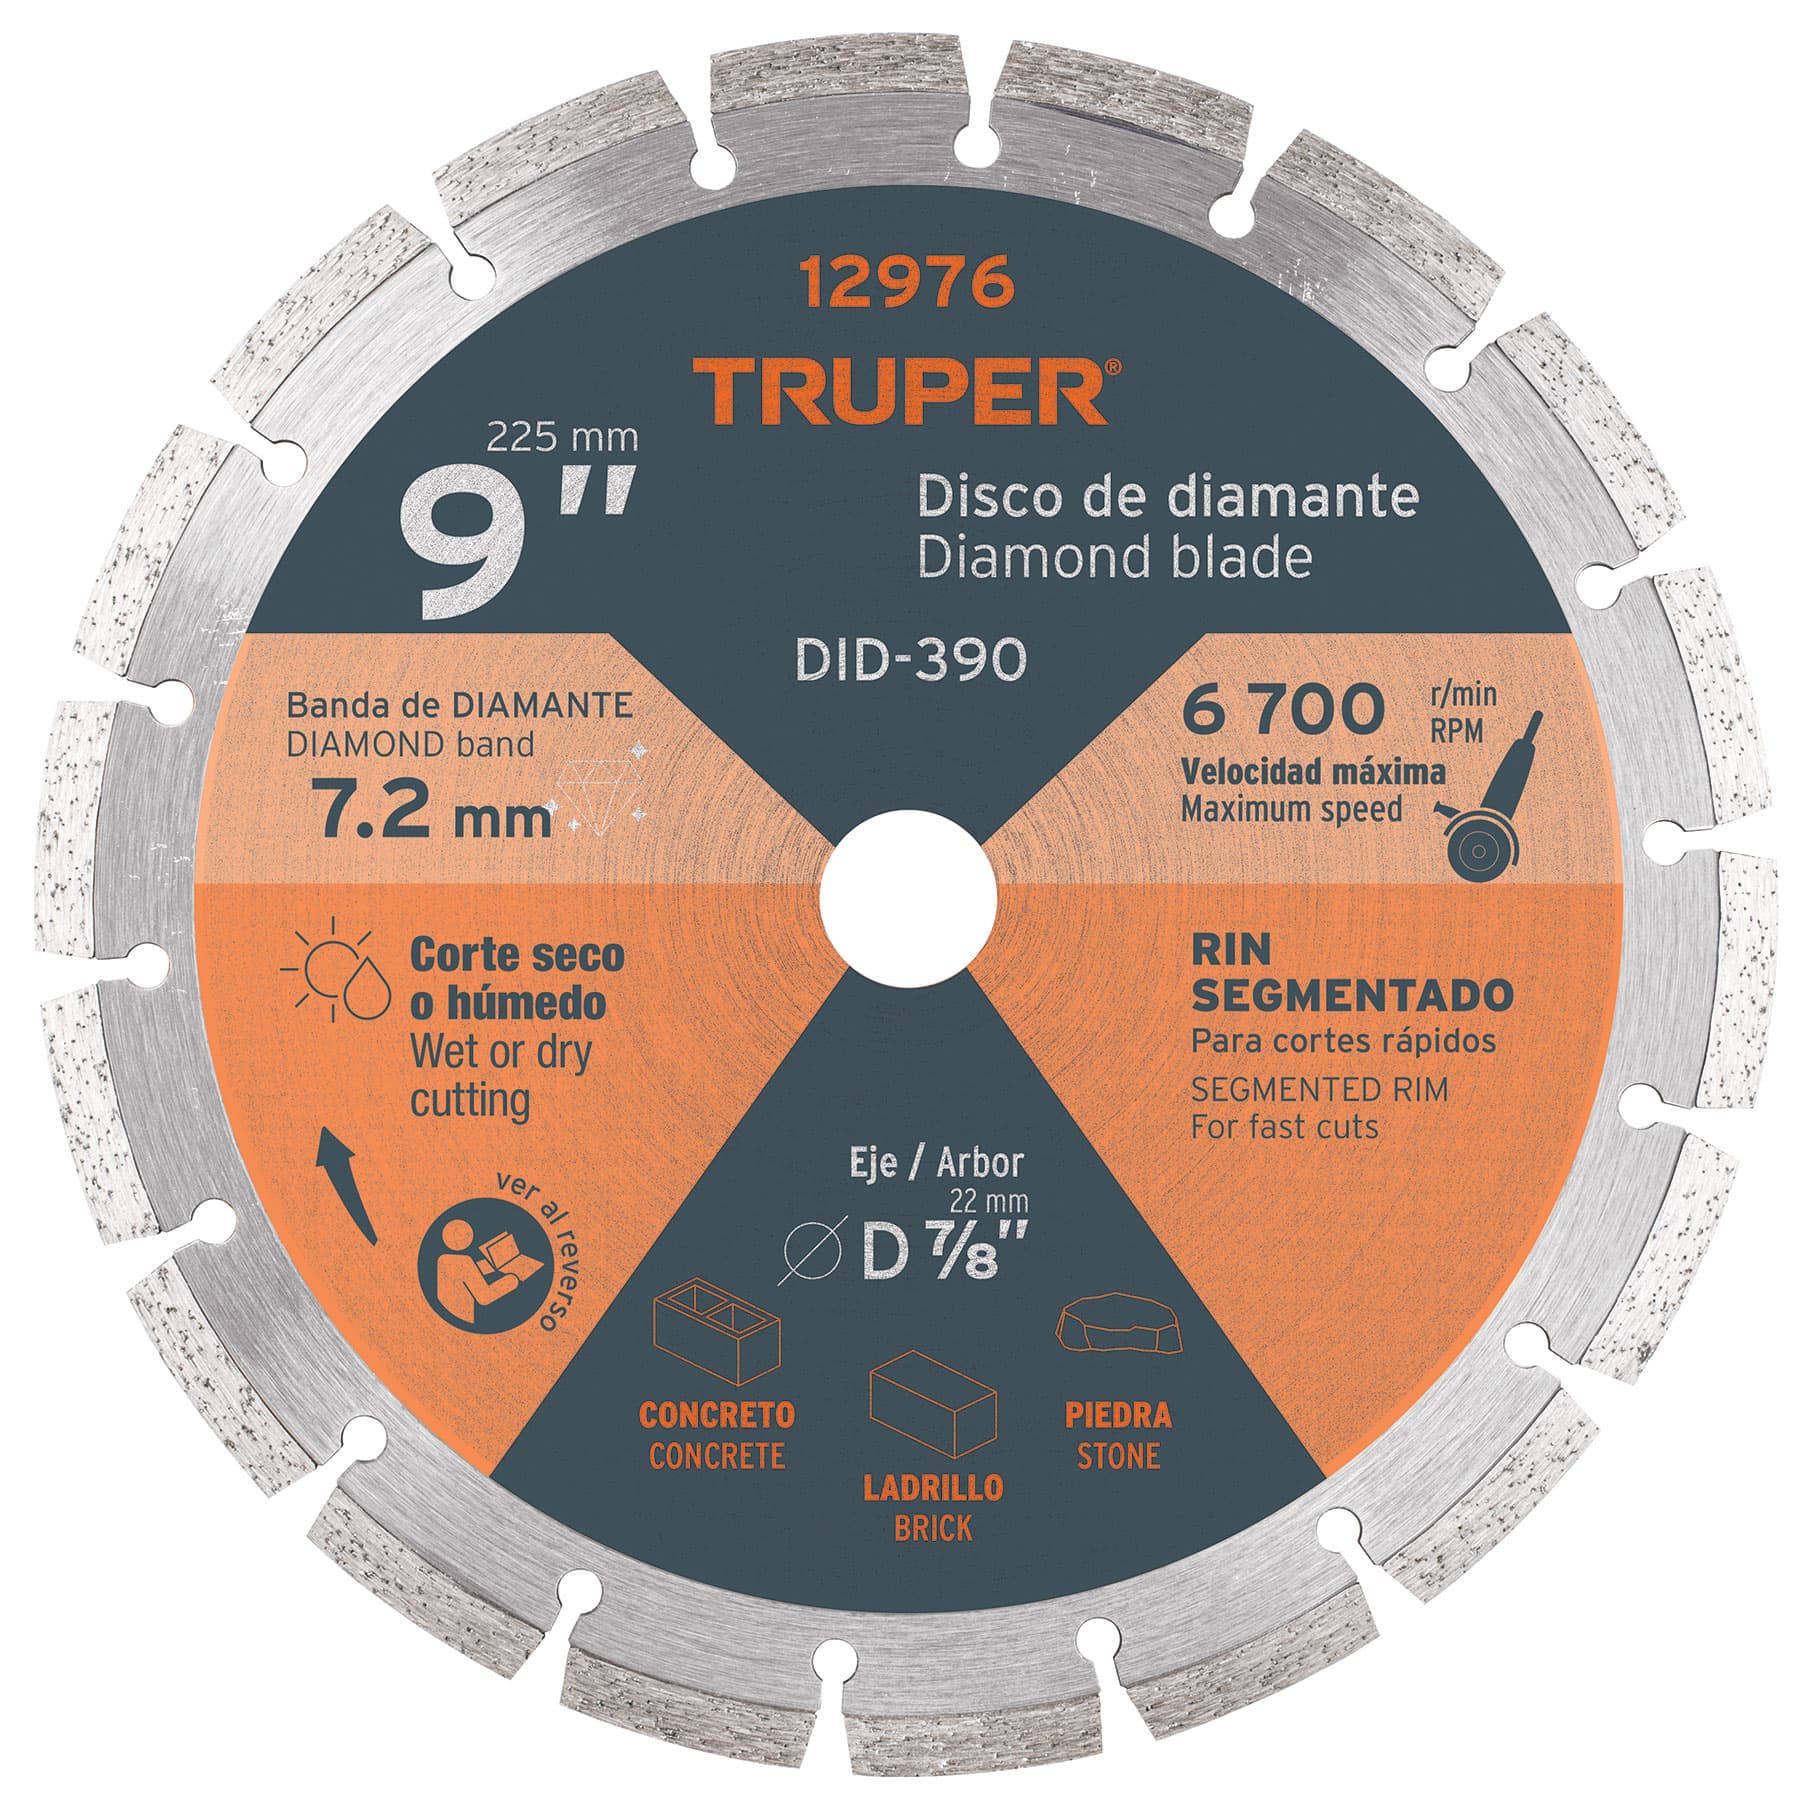 12976
TRUPER®
225 mm
9"
Disco de diamante
Diamond blade
DID-390
Banda de DIAMANTE
DIAMOND band
7.2 mm
6 700 r/min
RPM
Velocidad máxima
Maximum speed
Corte seco
o húmedo
Wet or dry
cutting
ver al reverso
RIN
SEGMENTADO
Para cortes rápidos
SEGMENTED RIM
For fast cuts
Eje / Arbor
22 mm
D 7/8"
CONCRETO
CONCRETE
LADRILLO
BRICK
PIEDRA
STONE